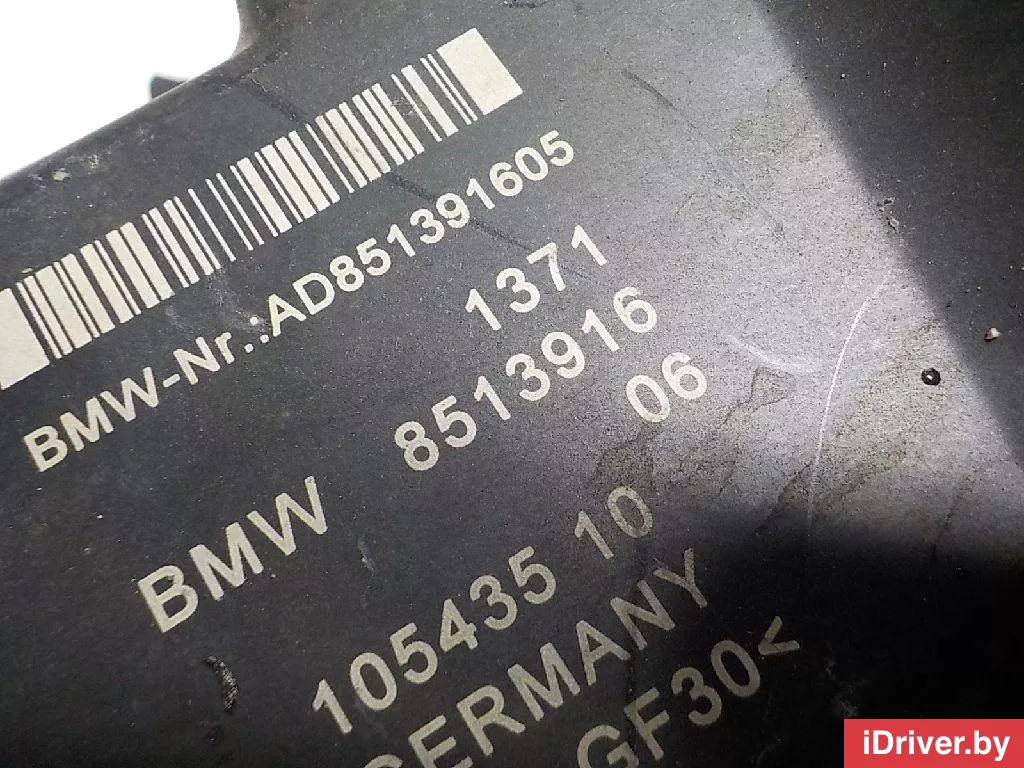 BMW-Nr.:AD851391605
1371
BMW 8513916
06
105435 10
GERMANY
GF30<
iDriver.by